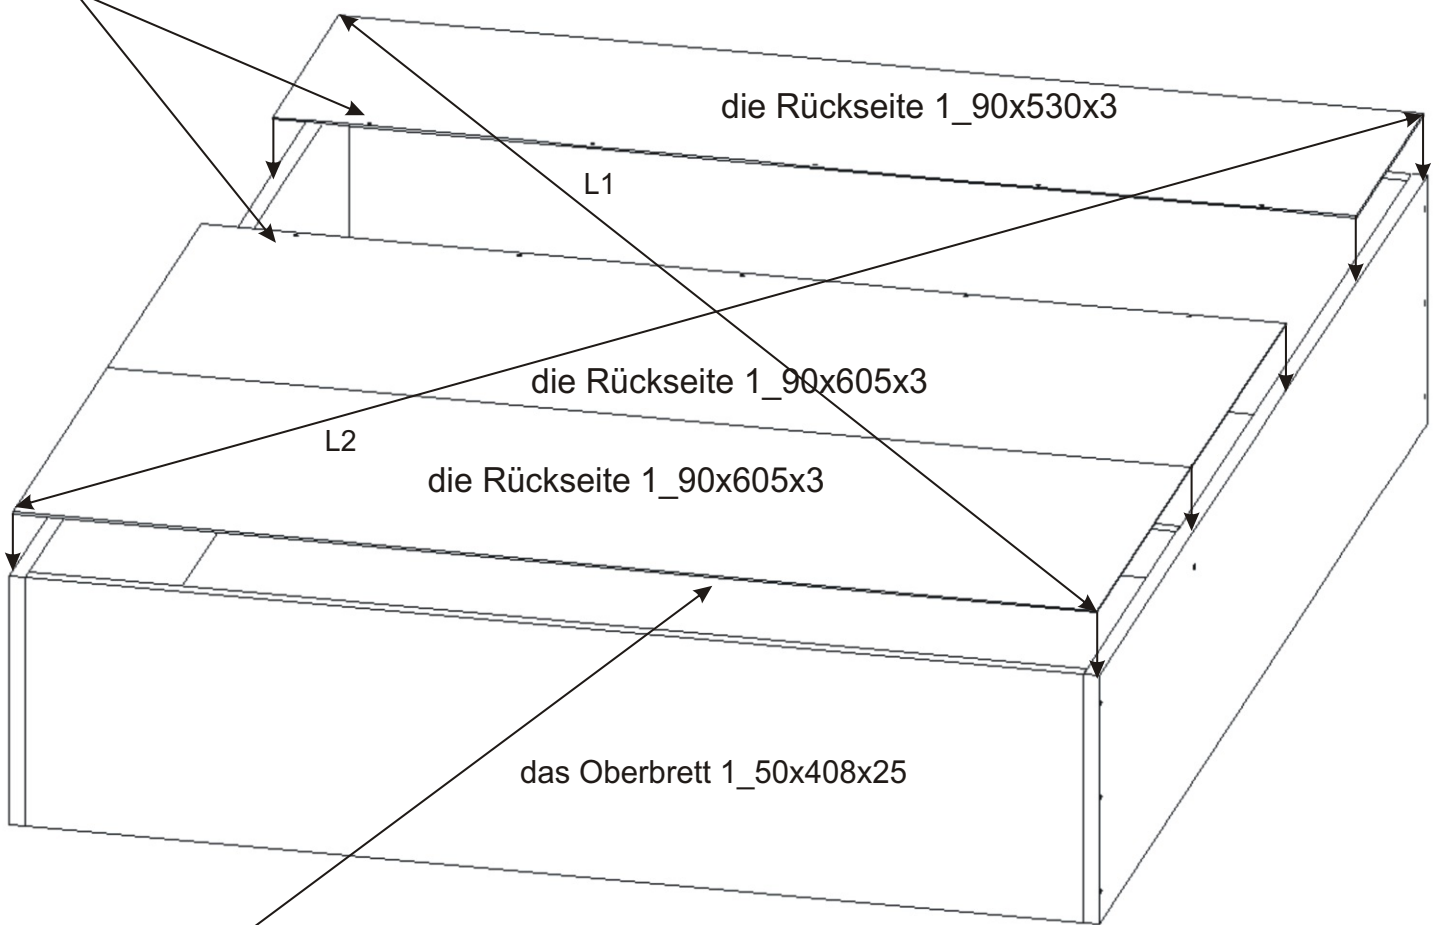 die Rückseite 1_90x530x3
L1
die Rückseite 1_90x605x3
L2
die Rückseite 1_90x605x3
das Oberbrett 1_50x408x25